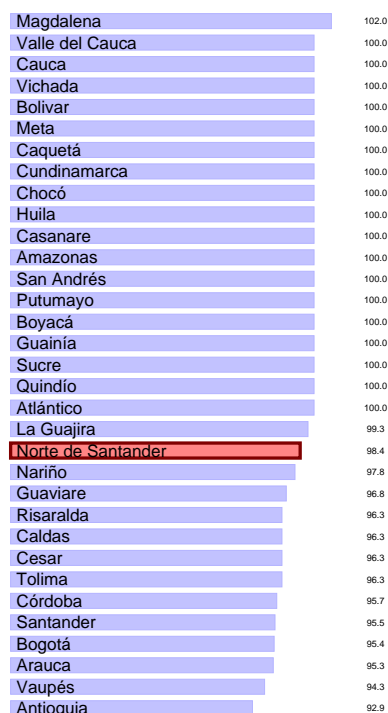 Magdalena 102.0
Valle del Cauca 100.0
Cauca 100.0
Vichada 100.0
Bolivar 100.0
Meta 100.0
Caquetá 100.0
Cundinamarca 100.0
Chocó 100.0
Huila 100.0
Casanare 100.0
Amazonas 100.0
San Andrés 100.0
Putumayo 100.0
Boyacá 100.0
Guainía 100.0
Sucre 100.0
Quindío 100.0
Atlántico 100.0
La Guajira 99.3
Norte de Santander 98.4
Nariño 97.8
Guaviare 96.8
Risaralda 96.3
Caldas 96.3
Cesar 96.3
Tolima 96.3
Córdoba 95.7
Santander 95.5
Bogotá 95.4
Arauca 95.3
Vaupés 94.3
Antioquia 92.9